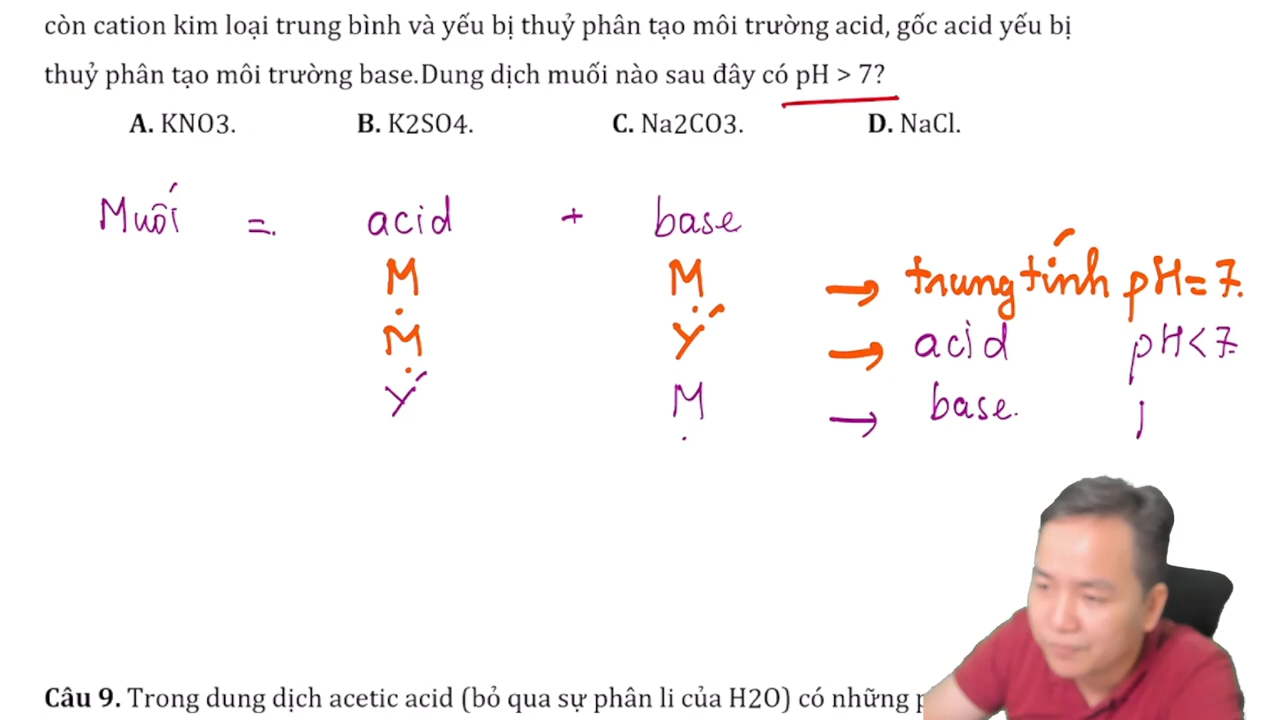 còn cation kim loại trung bình và yếu bị thuỷ phân tạo môi trường acid, gốc acid yếu bị
thuỷ phân tạo môi trường base.Dung dịch muối nào sau đây có pH > 7?
A. KNO3. B. K2SO4. C. Na2CO3. D. NaCl.
Muối = acid + base
M M → trung tính pH = 7.
M Y → acid pH < 7
Y M → base.
Câu 9. Trong dung dịch acetic acid (bỏ qua sự phân li của H2O) có những